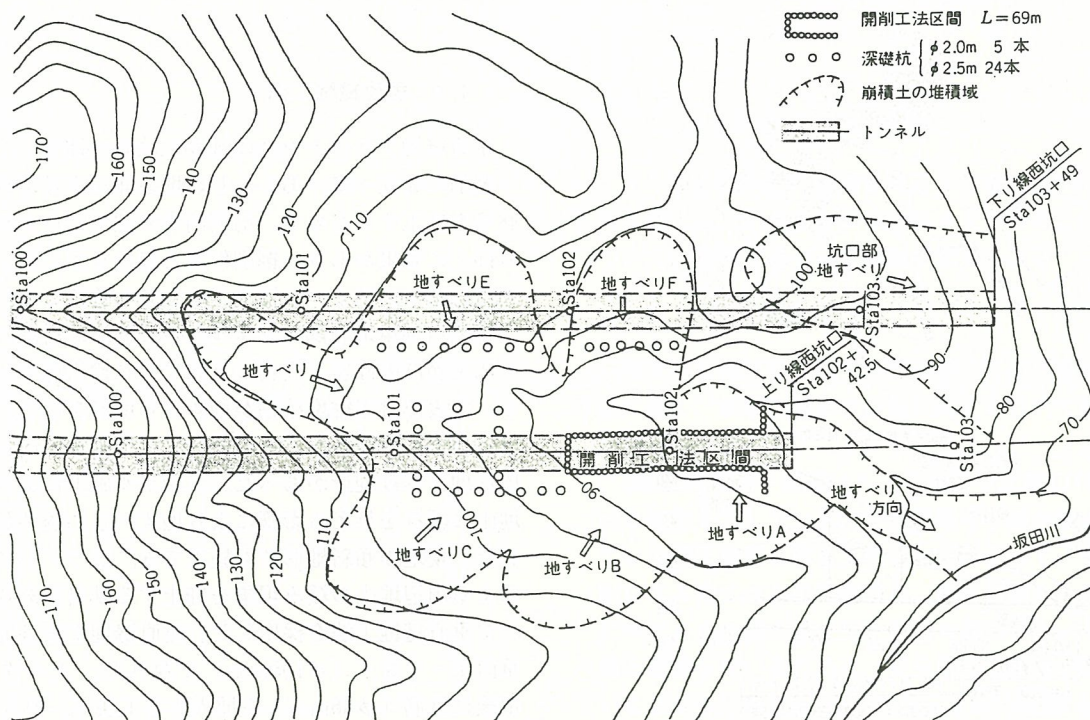 開削工法区間 L=69m
深礎杭 φ2.0m 5本
φ2.5m 24本
崩積土の堆積域
トンネル
下り線西坑口
Sta103+49
170
160
150
140
130
120
110
Sta100
Sta101
Sta102
Sta103
地すべりE
地すべりF
坑口部
地すべり
100
90
80
70
上り線西坑口
Sta102+
42.5
地すべり
Sta100
Sta101
Sta102
Sta103
開削工法区間
90
100
110
地すべりA
地すべりB
地すべりC
地すべり
方向
坂田川
170
160
150
140
130
120